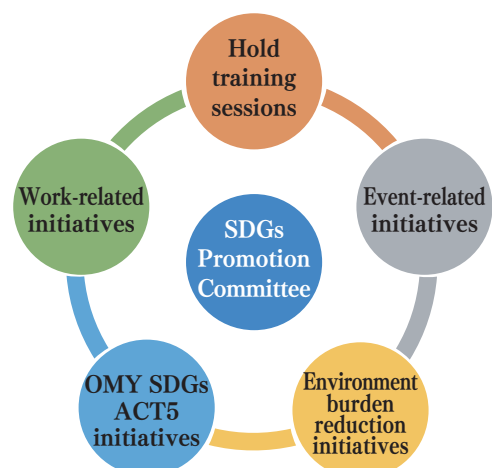 Hold
training
sessions
Work-related
initiatives
Event-related
initiatives
SDGs
Promotion
Committee
OMY SDGs
ACT5
initiatives
Environment
burden
reduction
initiatives